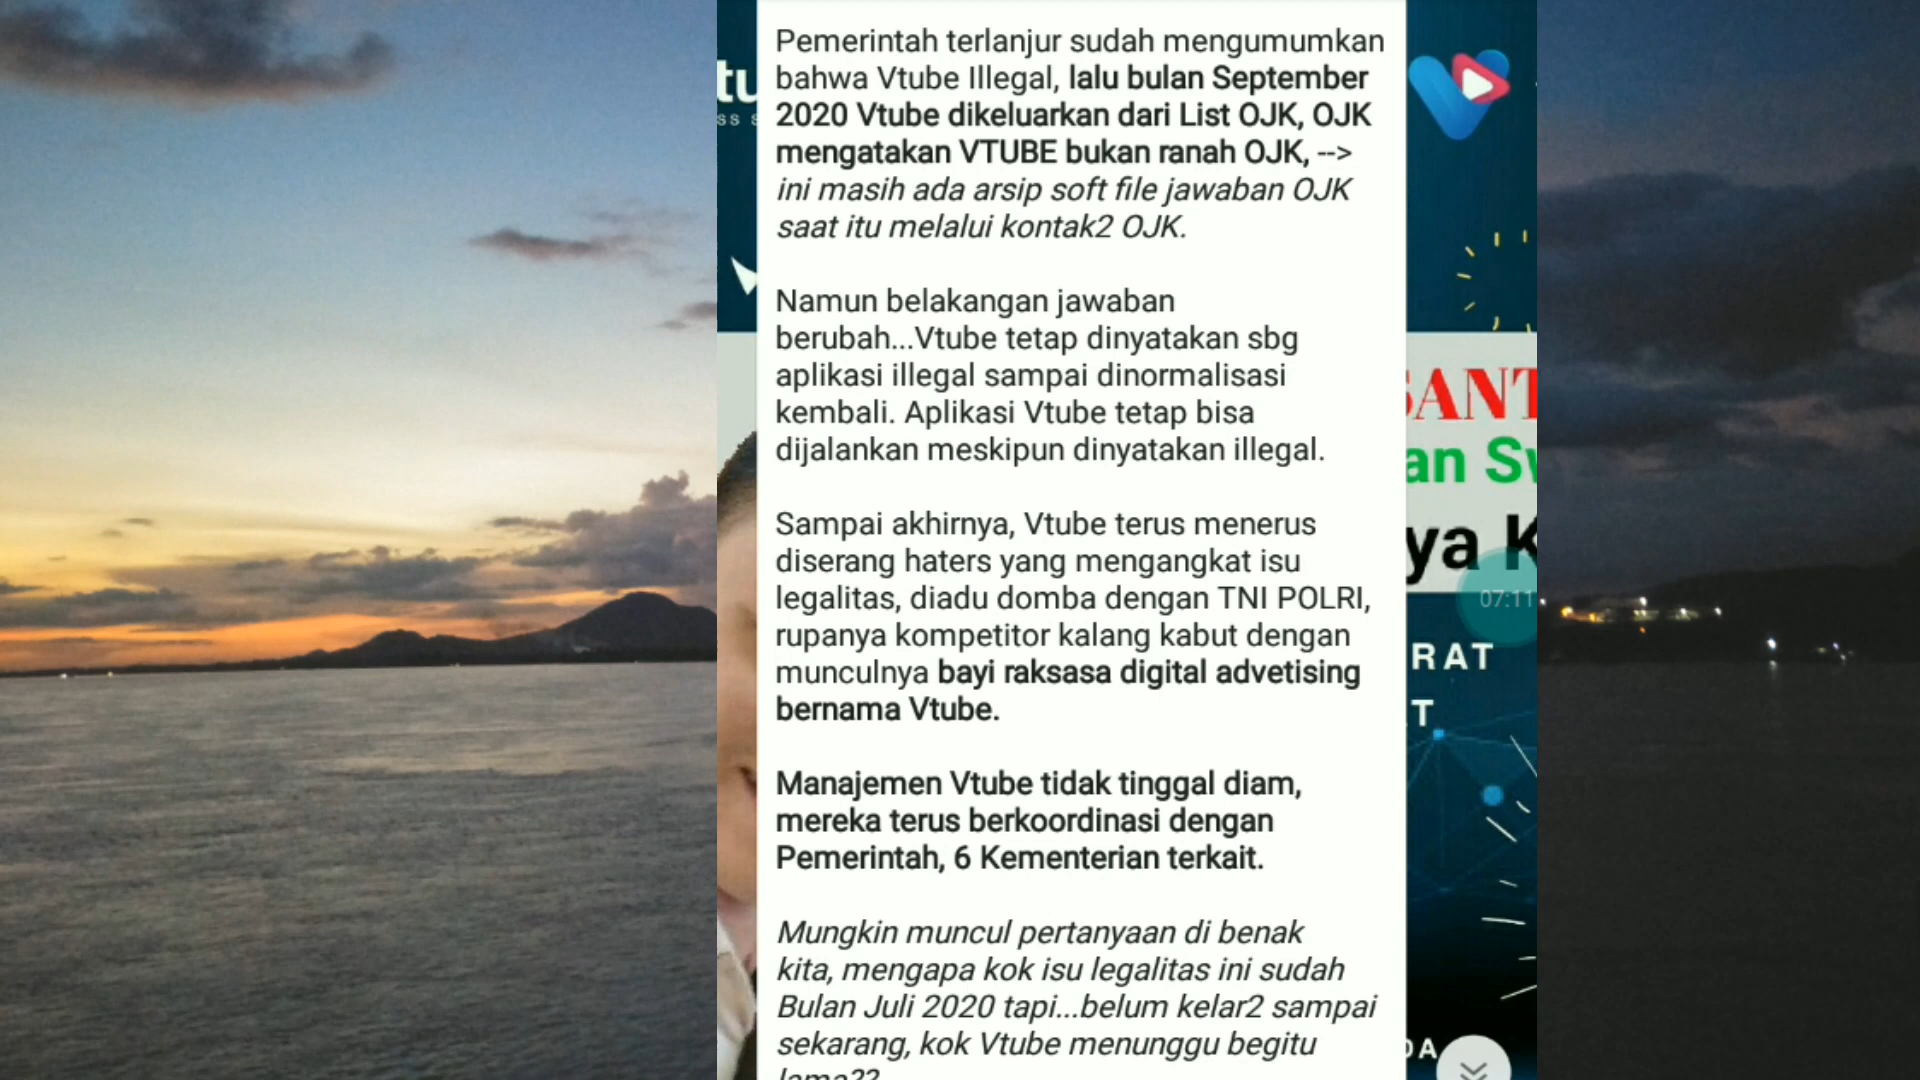 Pemerintah terlanjur sudah mengumumkan
bahwa Vtube Illegal, lalu bulan September
2020 Vtube dikeluarkan dari List OJK, OJK
mengatakan VTUBE bukan ranah OJK, -->
ini masih ada arsip soft file jawaban OJK
saat itu melalui kontak2 OJK.
Namun belakangan jawaban
berubah...Vtube tetap dinyatakan sbg
aplikasi illegal sampai dinormalisasi
kembali. Aplikasi Vtube tetap bisa
dijalankan meskipun dinyatakan illegal.
Sampai akhirnya, Vtube terus menerus
diserang haters yang mengangkat isu
legalitas, diadu domba dengan TNI POLRI,
rupanya kompetitor kalang kabut dengan
munculnya bayi raksasa digital advetising
bernama Vtube.
Manajemen Vtube tidak tinggal diam,
mereka terus berkoordinasi dengan
Pemerintah, 6 Kementerian terkait.
Mungkin muncul pertanyaan di benak
kita, mengapa kok isu legalitas ini sudah
Bulan Juli 2020 tapi...belum kelar2 sampai
sekarang, kok Vtube menunggu begitu
lama??
tu
ss s
SANT
an Sw
ya K
07:11
RAT
T
DA